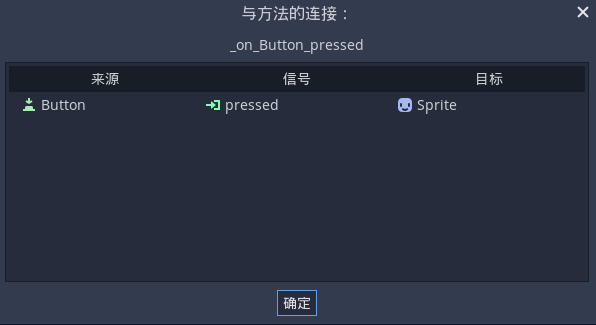 与方法的连接：
_on_Button_pressed
来源 信号 目标
Button pressed Sprite
确定